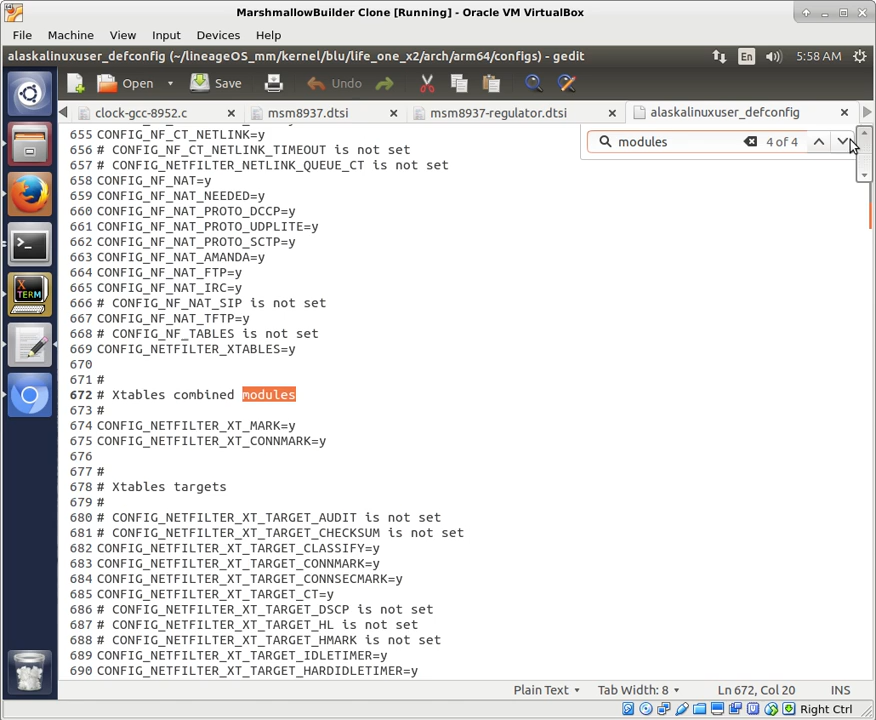 MarshmallowBuilder Clone [Running] - Oracle VM VirtualBox
File Machine View Input Devices Help
alaskalinuxuser_defconfig (~/lineageOS_mm/kernel/blu/life_one_x2/arch/arm64/configs) - gedit
En 5:58 AM
Open Save Undo
clock-gcc-8952.c msm8937.dtsi msm8937-regulator.dtsi alaskalinuxuser_defconfig
modules 4 of 4
655 CONFIG_NF_CT_NETLINK=y
656 # CONFIG_NF_CT_NETLINK_TIMEOUT is not set
657 # CONFIG_NETFILTER_NETLINK_QUEUE_CT is not set
658 CONFIG_NF_NAT=y
659 CONFIG_NF_NAT_NEEDED=y
660 CONFIG_NF_NAT_PROTO_DCCP=y
661 CONFIG_NF_NAT_PROTO_UDPLITE=y
662 CONFIG_NF_NAT_PROTO_SCTP=y
663 CONFIG_NF_NAT_AMANDA=y
664 CONFIG_NF_NAT_FTP=y
665 CONFIG_NF_NAT_IRC=y
666 # CONFIG_NF_NAT_SIP is not set
667 CONFIG_NF_NAT_TFTP=y
668 # CONFIG_NF_TABLES is not set
669 CONFIG_NETFILTER_XTABLES=y
670
671 #
672 # Xtables combined modules
673 #
674 CONFIG_NETFILTER_XT_MARK=y
675 CONFIG_NETFILTER_XT_CONNMARK=y
676
677 #
678 # Xtables targets
679 #
680 # CONFIG_NETFILTER_XT_TARGET_AUDIT is not set
681 # CONFIG_NETFILTER_XT_TARGET_CHECKSUM is not set
682 CONFIG_NETFILTER_XT_TARGET_CLASSIFY=y
683 CONFIG_NETFILTER_XT_TARGET_CONNMARK=y
684 CONFIG_NETFILTER_XT_TARGET_CONNSECMARK=y
685 CONFIG_NETFILTER_XT_TARGET_CT=y
686 # CONFIG_NETFILTER_XT_TARGET_DSCP is not set
687 # CONFIG_NETFILTER_XT_TARGET_HL is not set
688 # CONFIG_NETFILTER_XT_TARGET_HMARK is not set
689 CONFIG_NETFILTER_XT_TARGET_IDLETIMER=y
690 CONFIG_NETFILTER_XT_TARGET_HARDIDLETIMER=y
X TERM
Plain Text Tab Width: 8 Ln 672, Col 20 INS
Right Ctrl